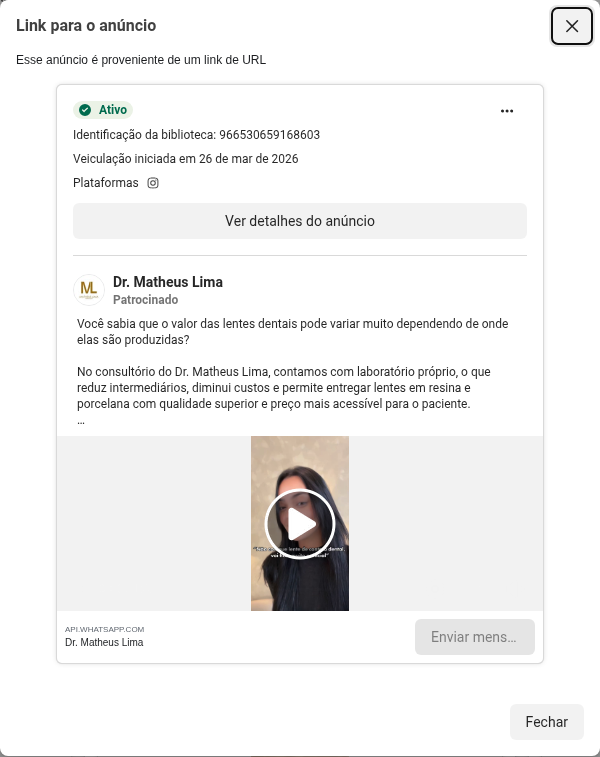 Link para o anúncio
Esse anúncio é proveniente de um link de URL
Ativo
Identificação da biblioteca: 966530659168603
Veiculação iniciada em 26 de mar de 2026
Plataformas
Ver detalhes do anúncio
ML
Dr. Matheus Lima
Patrocinado
Você sabia que o valor das lentes dentais pode variar muito dependendo de onde
elas são produzidas?
No consultório do Dr. Matheus Lima, contamos com laboratório próprio, o que
reduz intermediários, diminui custos e permite entregar lentes em resina e
porcelana com qualidade superior e preço mais acessível para o paciente.
...
API.WHATSAPP.COM
Dr. Matheus Lima
Enviar mens...
Fechar